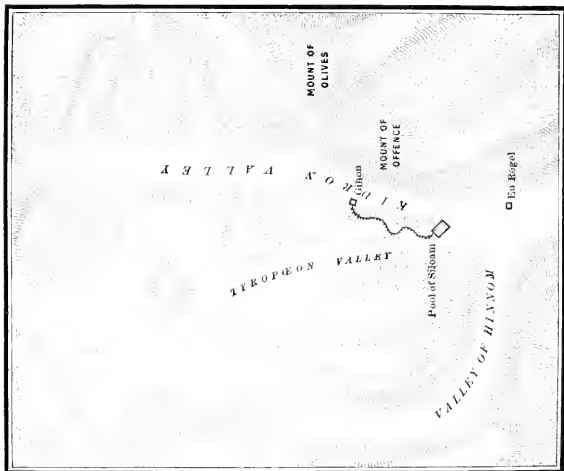 MOUNT OF
OLIVES
MOUNT OF
OFFENCE
KIDRON VALLEY
Gihon
TYROPŒON VALLEY
Pool of Siloam
En Rogel
VALLEY OF HINNOM